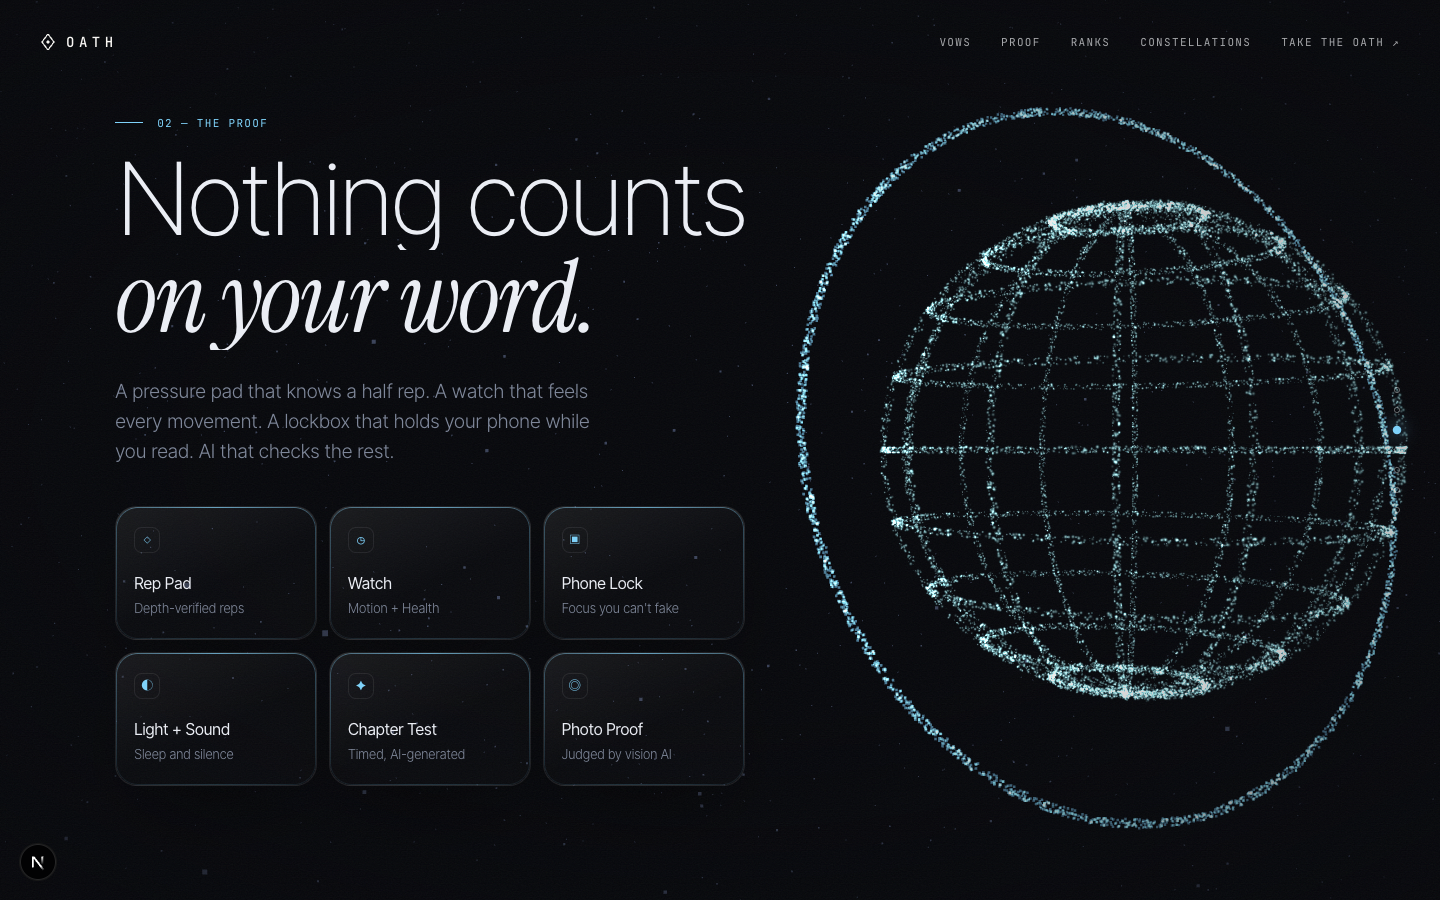 OATH
VOWS
PROOF
RANKS
CONSTELLATIONS
TAKE THE OATH ↗
02 — THE PROOF
Nothing counts
on your word.
A pressure pad that knows a half rep. A watch that feels
every movement. A lockbox that holds your phone while
you read. AI that checks the rest.
Rep Pad
Depth-verified reps
Watch
Motion + Health
Phone Lock
Focus you can't fake
Light + Sound
Sleep and silence
Chapter Test
Timed, AI-generated
Photo Proof
Judged by vision AI
N